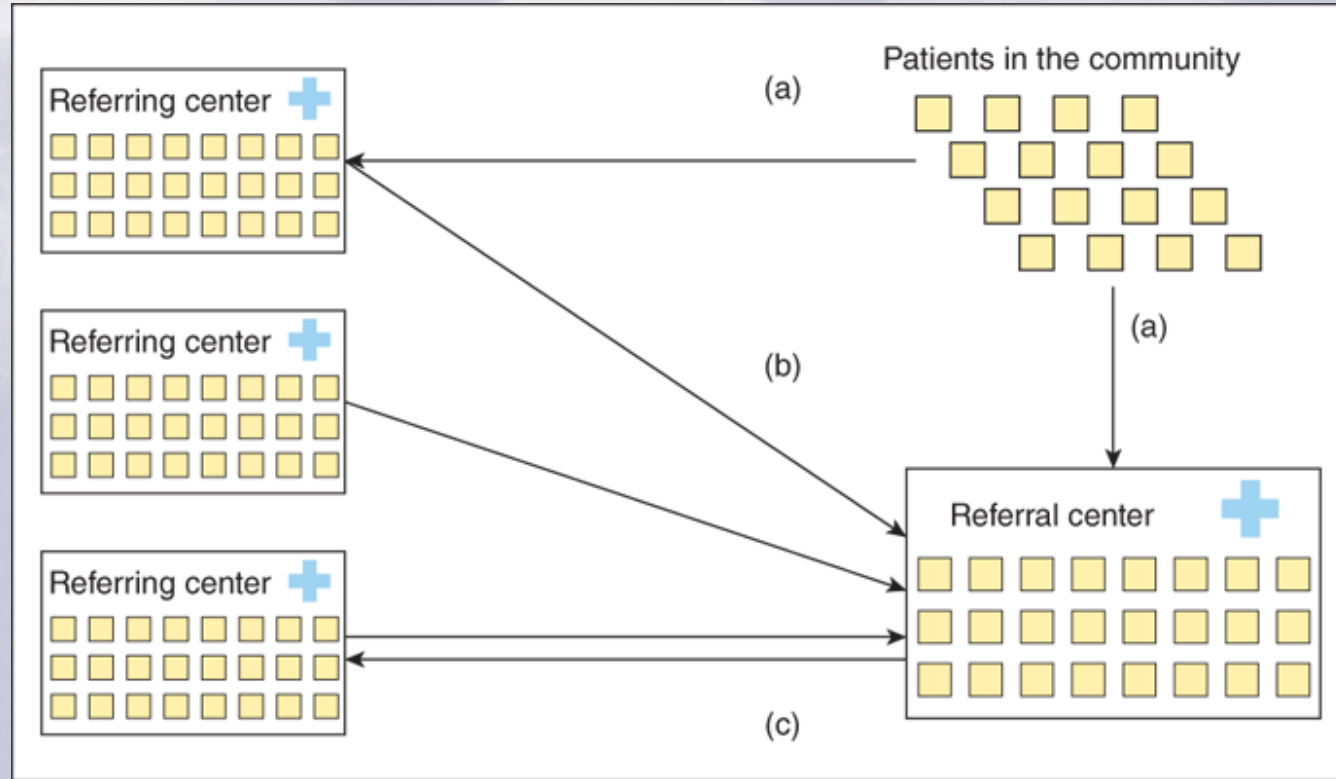 Patients in the community
(a)
Referring center
(a)
Referring center
(b)
Referral center
Referring center
(c)